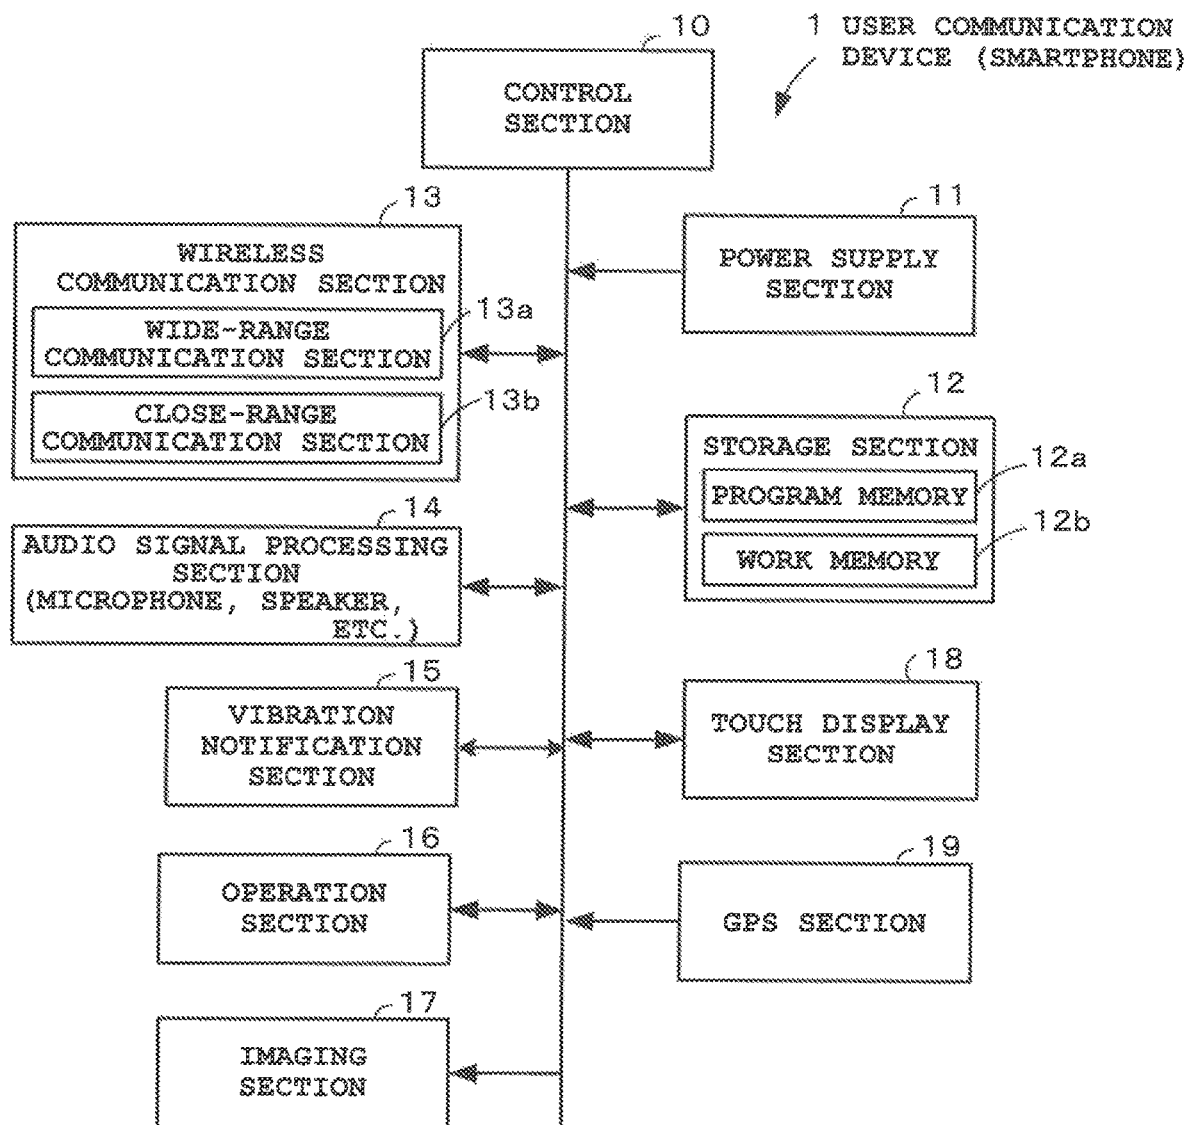 10
1 USER COMMUNICATION
DEVICE (SMARTPHONE)
CONTROL
SECTION
13
WIRELESS
COMMUNICATION SECTION
13a
WIDE-RANGE
COMMUNICATION SECTION
13b
CLOSE-RANGE
COMMUNICATION SECTION
11
POWER SUPPLY
SECTION
12
STORAGE SECTION
12a
PROGRAM MEMORY
12b
WORK MEMORY
14
AUDIO SIGNAL PROCESSING
SECTION
(MICROPHONE, SPEAKER,
ETC.)
15
VIBRATION
NOTIFICATION
SECTION
18
TOUCH DISPLAY
SECTION
16
OPERATION
SECTION
19
GPS SECTION
17
IMAGING
SECTION